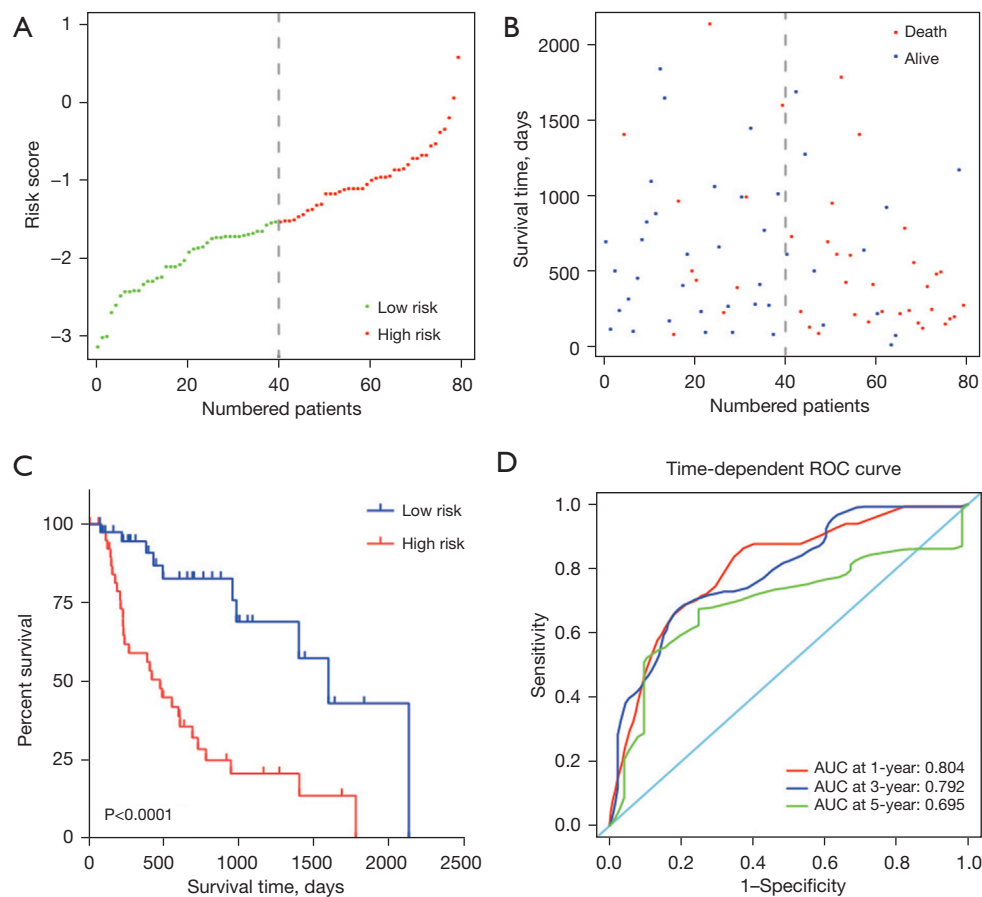 A
1
0
−1
−2
−3
Risk score
Low risk
High risk
0
20
40
60
80
Numbered patients
B
2000
1500
1000
500
0
Survival time, days
Death
Alive
0
20
40
60
80
Numbered patients
C
100
75
50
25
0
Percent survival
Low risk
High risk
P<0.0001
0
500
1000
1500
2000
2500
Survival time, days
D
Time-dependent ROC curve
1.0
0.8
0.6
0.4
0.2
0.0
Sensitivity
AUC at 1-year: 0.804
AUC at 3-year: 0.792
AUC at 5-year: 0.695
0.0
0.2
0.4
0.6
0.8
1.0
1–Specificity